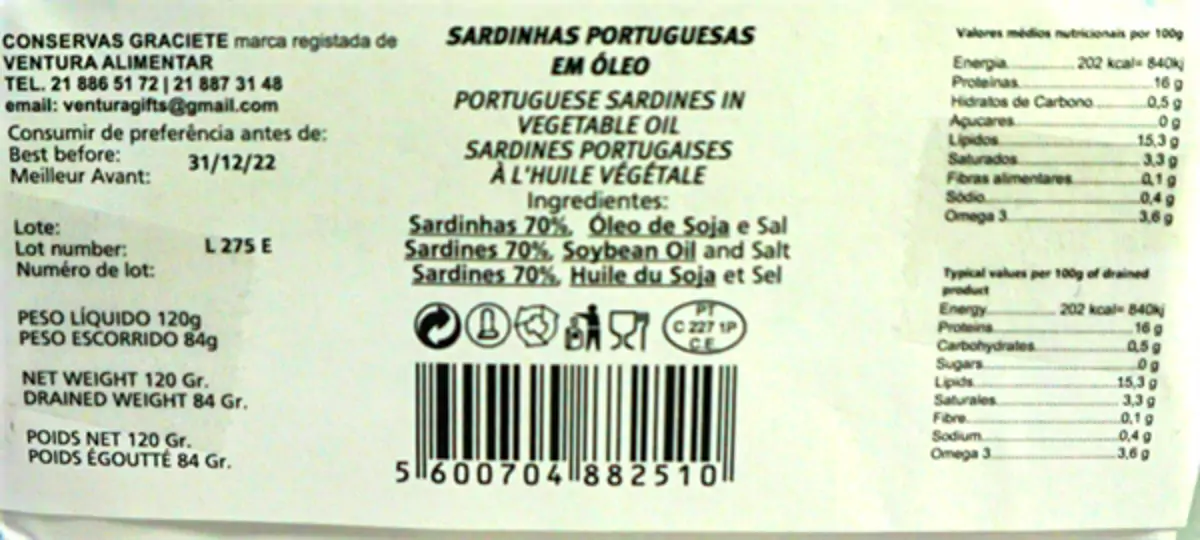 CONSERVAS GRACIETE marca registada de
VENTURA ALIMENTAR
TEL. 21 886 51 72 | 21 887 31 48
email: venturagifts@gmail.com
Consumir de preferência antes de:
Best before:
Meilleur Avant:
31/12/22
Lote:
Lot number:
Numéro de lot:
L 275 E
PESO LÍQUIDO 120g
PESO ESCORRIDO 84g
NET WEIGHT 120 Gr.
DRAINED WEIGHT 84 Gr.
POIDS NET 120 Gr.
POIDS ÉGOUTTÉ 84 Gr.
SARDINHAS PORTUGUESAS
EM ÓLEO
PORTUGUESE SARDINES IN
VEGETABLE OIL
SARDINES PORTUGAISES
À L'HUILE VÉGÉTALE
Ingredientes:
Sardinhas 70%, Óleo de Soja e Sal
Sardines 70%, Soybean Oil and Salt
Sardines 70%, Huile du Soja et Sel
PT
C 227 1P
C.E
5 600704 882510
Valores médios nutricionais por 100g
Energia 202 kcal= 840kj
Proteínas 16 g
Hidratos de Carbono 0,5 g
Açucares 0 g
Lípidos 15,3 g
Saturados 3,3 g
Fibras alimentares 0,1 g
Sódio 0,4 g
Omega 3 3,6 g
Typical values per 100g of drained
product
Energy 202 kcal= 840kj
Proteins 16 g
Carbohydrates 0,5 g
Sugars 0 g
Lipids 15,3 g
Saturales 3,3 g
Fibre 0,1 g
Sodium 0,4 g
Omega 3 3,6 g